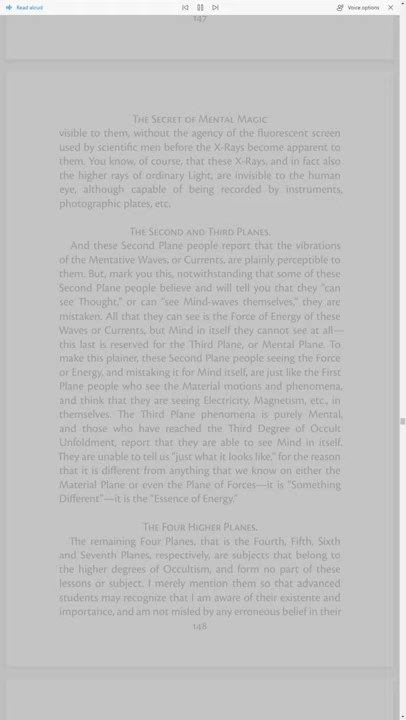 Read aloud
Voice options
147
The Secret of Mental Magic
visible to them, without the agency of the fluorescent screen
used by scientific men before the X-Rays become apparent to
them. You know, of course, that these X-Rays, and in fact also
the higher rays of ordinary Light, are invisible to the human
eye, although capable of being recorded by instruments,
photographic plates, etc.
The Second and Third Planes.
And these Second Plane people report that the vibrations
of the Mentative Waves, or Currents, are plainly perceptible to
them. But, mark you this, notwithstanding that some of these
Second Plane people believe and will tell you that they "can
see Thought," or can "see Mind-waves themselves," they are
mistaken. All that they can see is the Force of Energy of these
Waves or Currents, but Mind in itself they cannot see at all—
this last is reserved for the Third Plane, or Mental Plane. To
make this plainer, these Second Plane people seeing the Force
or Energy, and mistaking it for Mind itself, are just like the First
Plane people who see the Material motions and phenomena,
and think that they are seeing Electricity, Magnetism, etc., in
themselves. The Third Plane phenomena is purely Mental,
and those who have reached the Third Degree of Occult
Unfoldment, report that they are able to see Mind in itself.
They are unable to tell us "just what it looks like," for the reason
that it is different from anything that we know on either the
Material Plane or even the Plane of Forces—it is "Something
Different"—it is the "Essence of Energy."
The Four Higher Planes.
The remaining Four Planes, that is the Fourth, Fifth, Sixth
and Seventh Planes, respectively, are subjects that belong to
the higher degrees of Occultism, and form no part of these
lessons or subject. I merely mention them so that advanced
students may recognize that I am aware of their existente and
importance, and am not misled by any erroneous belief in their
148